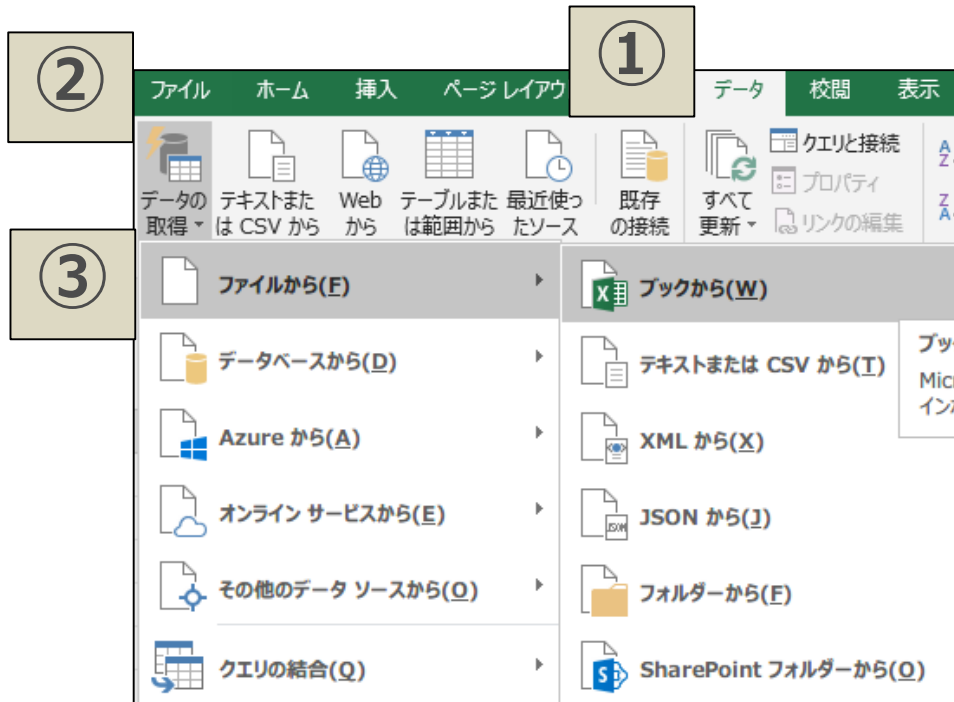 ①
②
ファイル ホーム 挿入 ページ レイアウ データ 校閲 表示
データの取得 テキストまたは CSV から Web から テーブルまたは範囲から 最近使ったソース 既存の接続 すべて更新 クエリと接続
プロパティ
リンクの編集
A
Z
Z
A
③
ファイルから(F)
データベースから(D)
Azure から(A)
オンライン サービスから(E)
その他のデータ ソースから(O)
クエリの結合(Q)
ブックから(W)
テキストまたは CSV から(T)
XML から(X)
JSON から(J)
フォルダーから(F)
SharePoint フォルダーから(O)
ブッ
Micr
イン